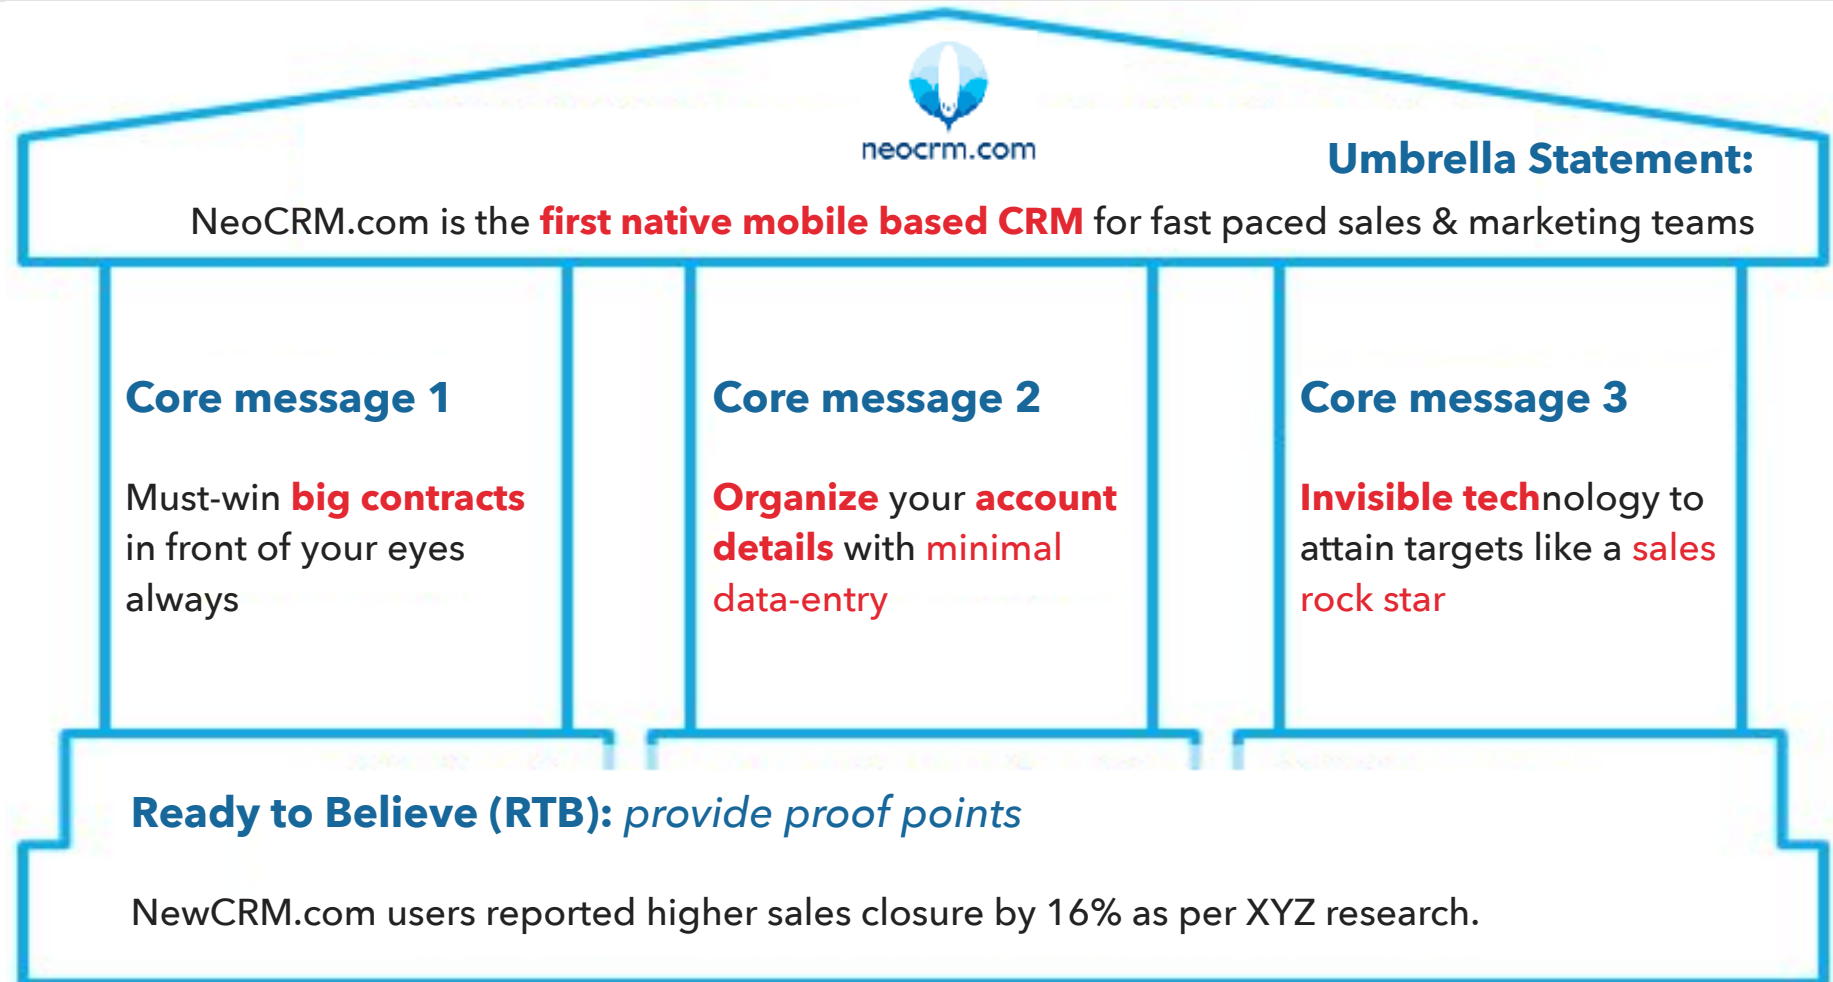 neocrm.com
Umbrella Statement:
NeoCRM.com is the first native mobile based CRM for fast paced sales & marketing teams
Core message 1
Must-win big contracts
in front of your eyes
always
Core message 2
Organize your account
details with minimal
data-entry
Core message 3
Invisible technology to
attain targets like a sales
rock star
Ready to Believe (RTB): provide proof points
NewCRM.com users reported higher sales closure by 16% as per XYZ research.